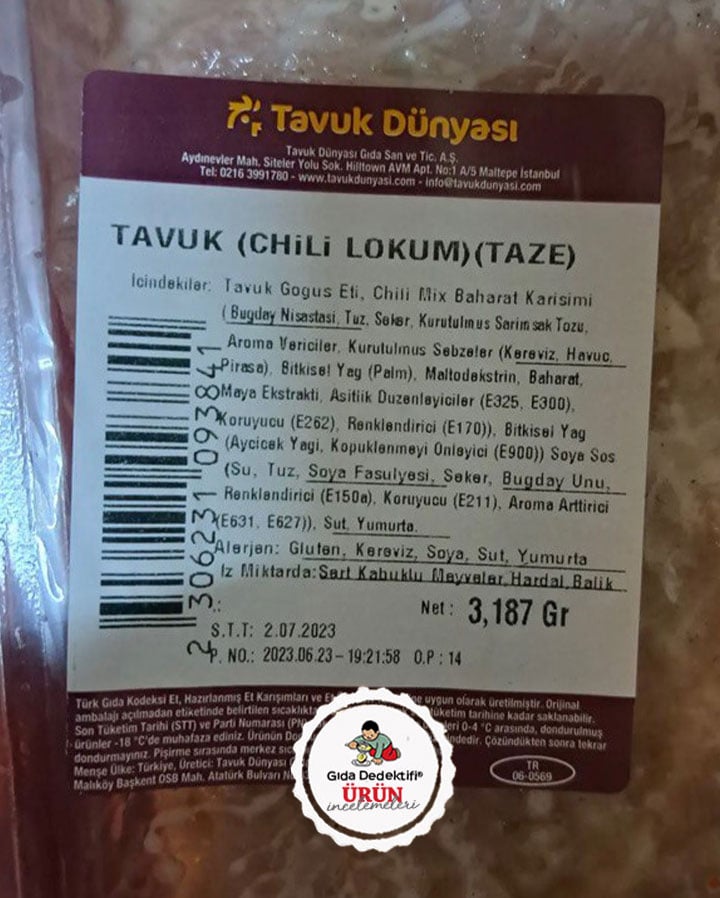 Tavuk Dünyası
Tavuk Dünyası Gıda San ve Tic. A.Ş.
Aydınevler Mah. Siteler Yolu Sok. Hilltown AVM Apt. No:1 A/5 Maltepe İstanbul
Tel: 0216 3991780 - www.tavukdunyasi.com - info@tavukdunyasi.com
TAVUK (CHiLi LOKUM)(TAZE)
Icindekiler: Tavuk Gogus Eti, Chili Mix Baharat Karisimi
(Bugday Nisastasi, Tuz, Seker, Kurutulmus Sarimsak Tozu,
Aroma Vericiler, Kurutulmus Sebzeler (Kereviz, Havuc,
Pirasa), Bitkisel Yag (Palm), Maltodekstrin, Baharat,
Maya Ekstrakti, Asitlik Duzenleyiciler (E325, E300),
Koruyucu (E262), Renklendirici (E170)), Bitkisel Yag
(Aycicek Yagi, Kopuklenmeyi Onleyici (E900)) Soya Sos
(Su, Tuz, Soya Fasulyesi, Seker, Bugday Unu,
Renklendirici (E150a), Koruyucu (E211), Aroma Arttirici
(E631, E627)), Sut, Yumurta.
Alerjen: Gluten, Kereviz, Soya, Sut, Yumurta
Iz Miktarda: Sert Kabuklu Meyveler, Hardal, Balik
2 306231 093841
Net : 3,187 Gr
S.T.T: 2.07.2023
P. NO.: 2023.06.23-19:21:58 O.P : 14
Türk Gıda Kodeksi Et, Hazırlanmış Et Karışımları ve Et uygun olarak üretilmiştir. Orijinal
ambalajı açılmadan etiketinde belirtilen sıcaklıkta tüketim tarihine kadar saklanabilir.
Son Tüketim Tarihi (STT) ve Parti Numarası (PN) 0-4 °C arasında, dondurulmuş
ürünler -18 °C'de muhafaza ediniz. Ürünün Çözündükten sonra tekrar
dondurmayınız. Pişirme sırasında merkez
Menşe Ülke: Türkiye, Üretici: Tavuk Dünyası
Malıköy Başkent OSB Mah. Atatürk Bulvarı
TR
06-0569
Gıda Dedektifi®
ÜRÜN
incelemeleri